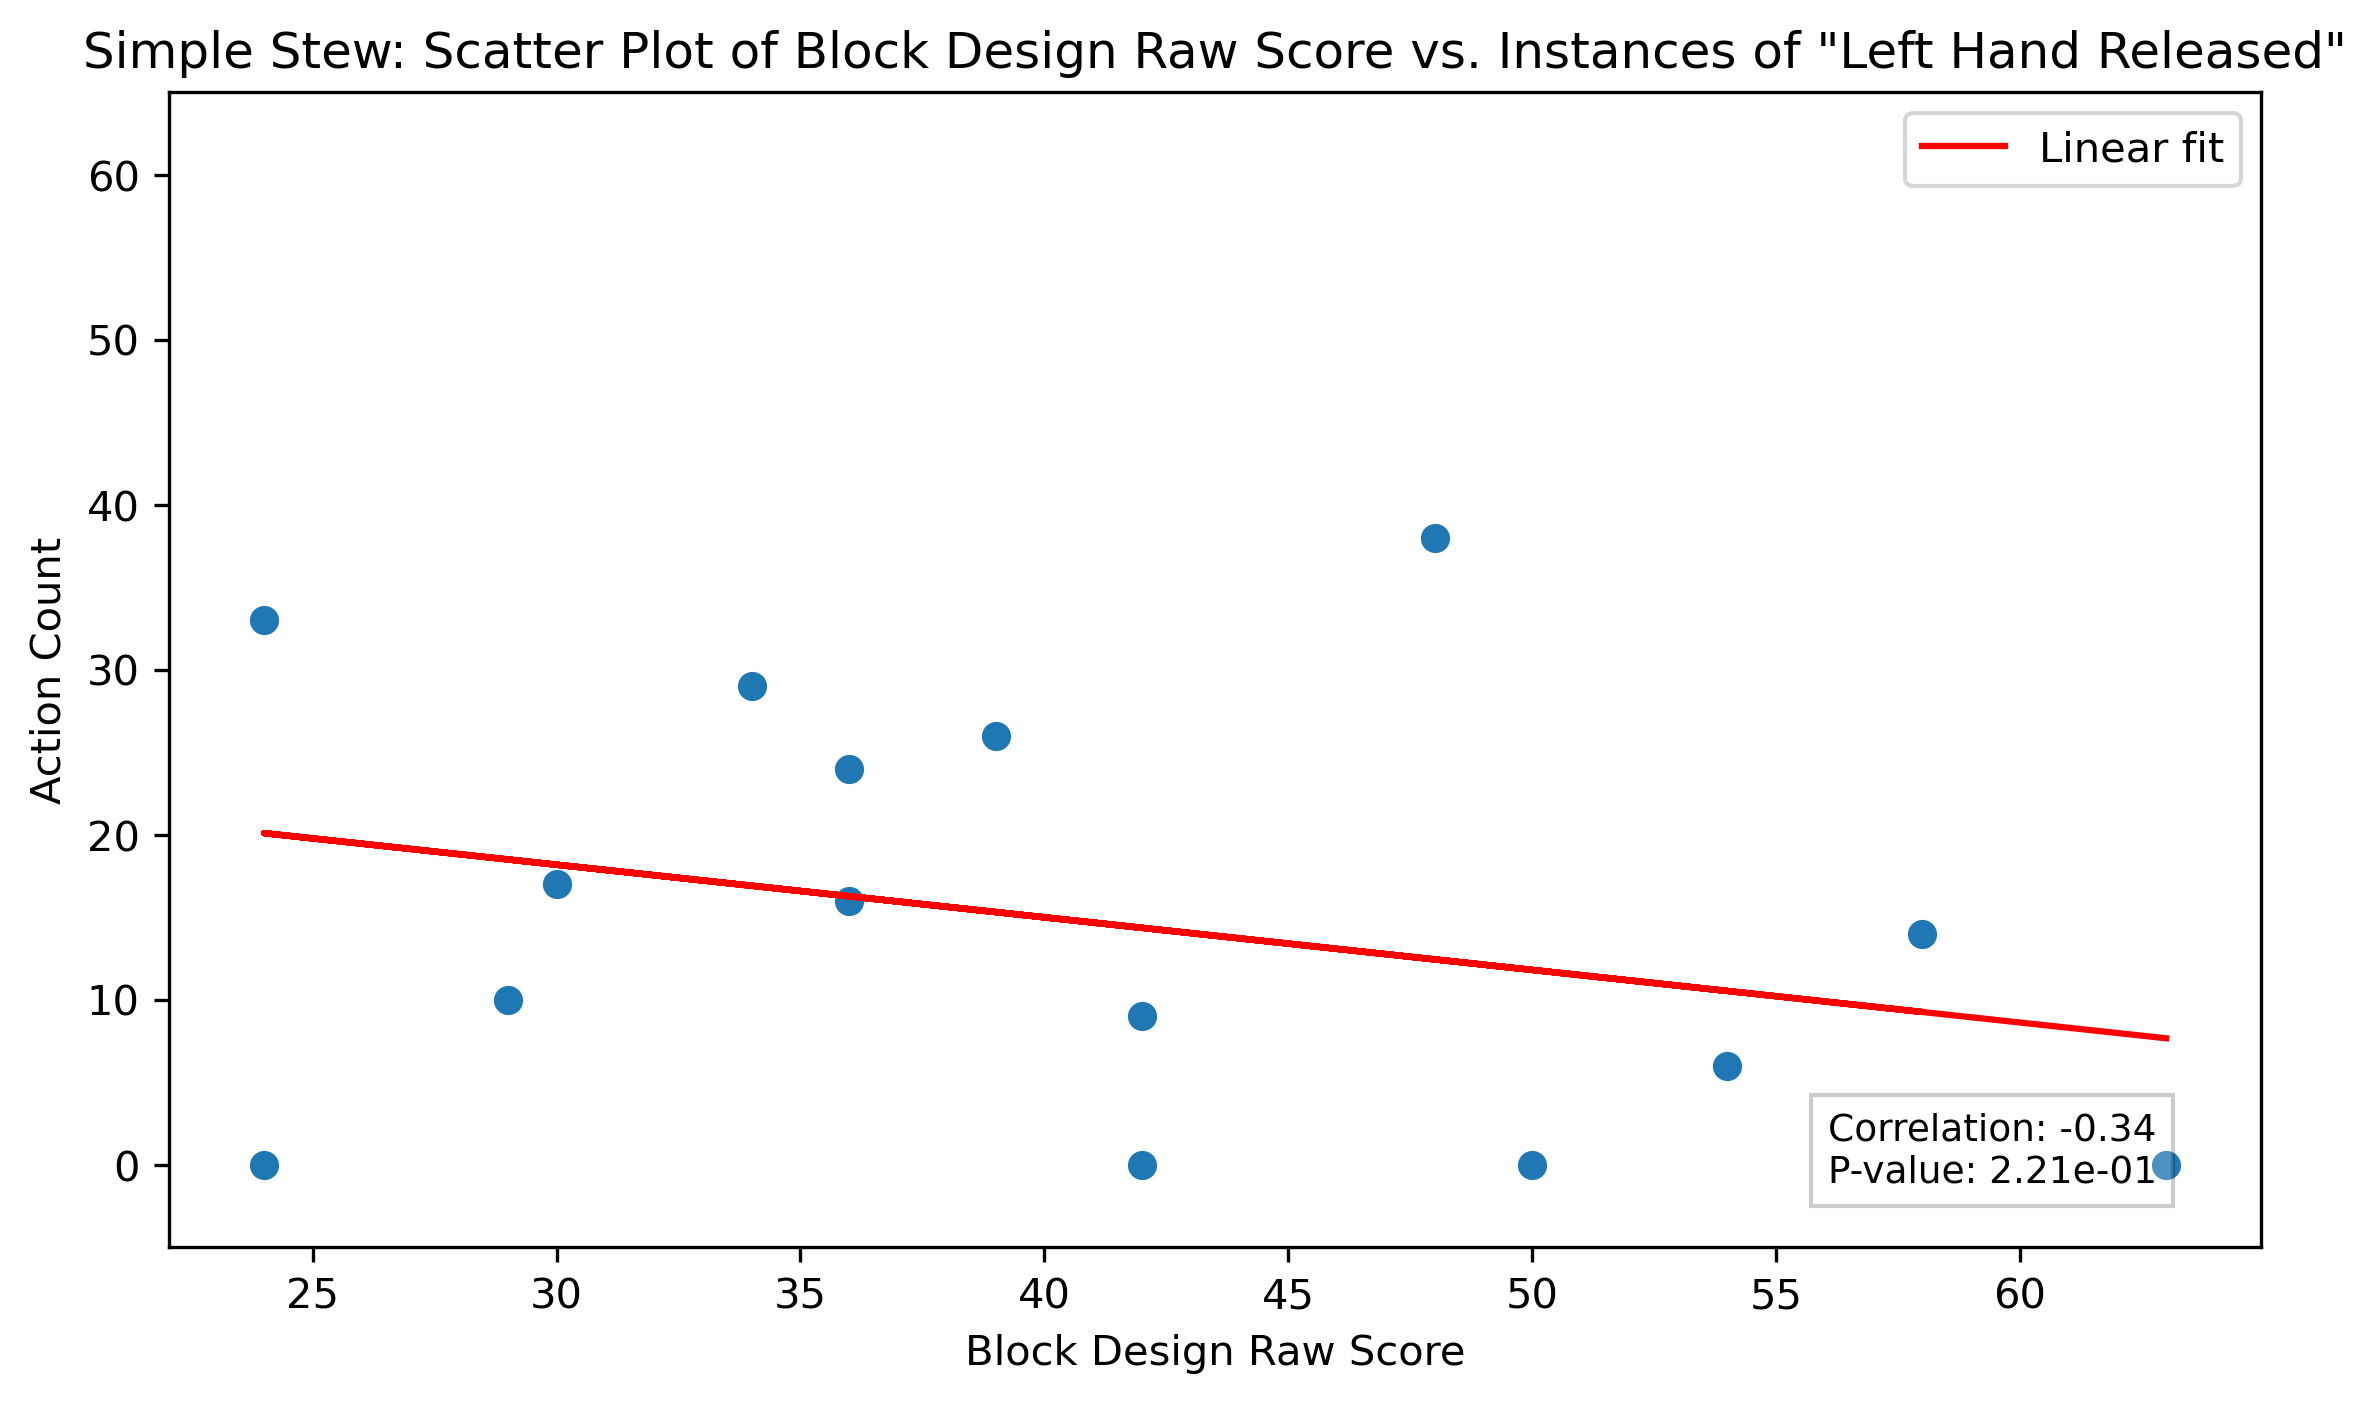 Simple Stew: Scatter Plot of Block Design Raw Score vs. Instances of "Left Hand Released"
Linear fit
60
50
40
30
20
10
0
Action Count
Correlation: -0.34
P-value: 2.21e-01
25 30 35 40 45 50 55 60
Block Design Raw Score